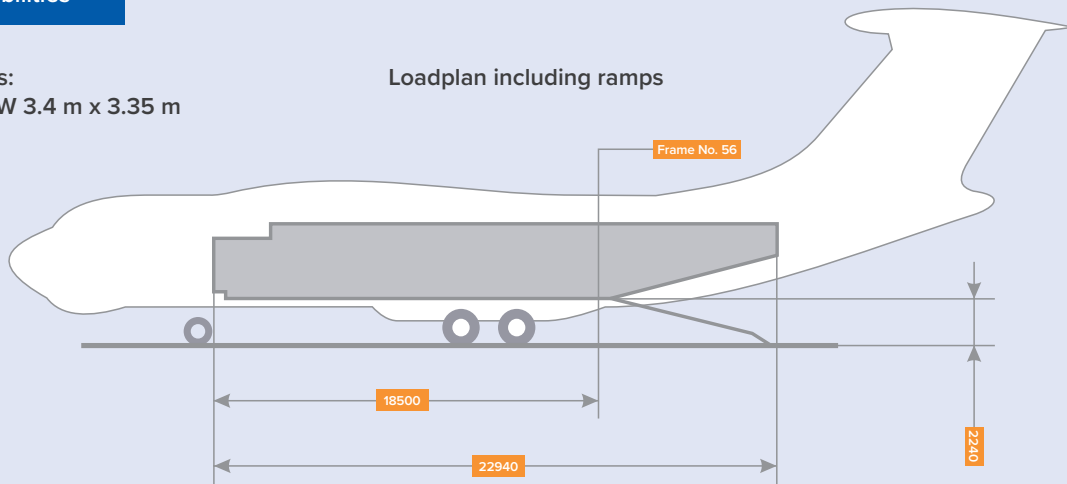 s:
W 3.4 m x 3.35 m
Loadplan including ramps
Frame No. 56
18500
22940
2240